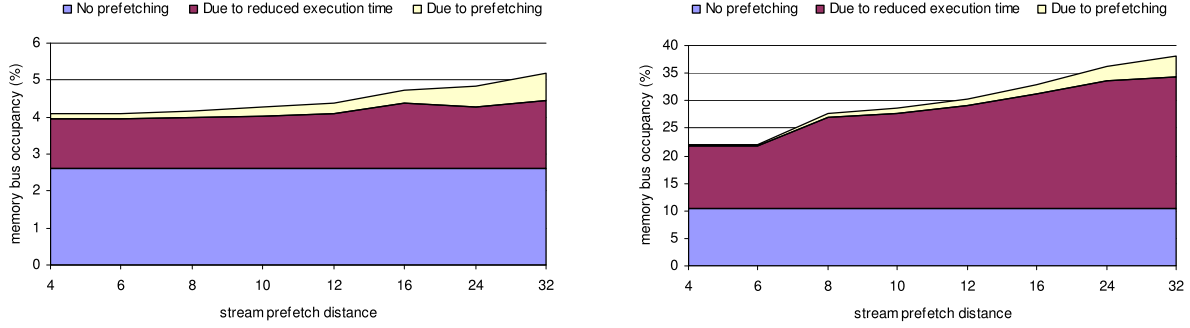 No prefetching Due to reduced execution time Due to prefetching
memory bus occupancy (%)
6
5
4
3
2
1
0
4 6 8 10 12 16 24 32
stream prefetch distance
No prefetching Due to reduced execution time Due to prefetching
memory bus occupancy (%)
40
35
30
25
20
15
10
5
0
4 6 8 10 12 16 24 32
stream prefetch distance